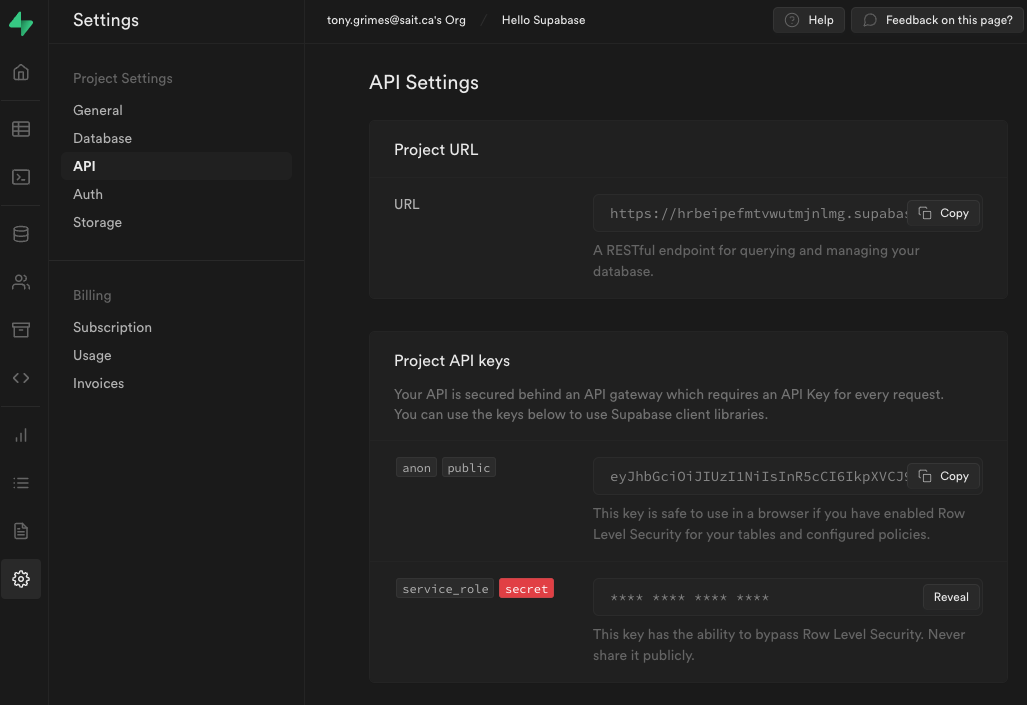 Settings
tony.grimes@sait.ca's Org / Hello Supabase
Help
Feedback on this page?
Project Settings
General
Database
API
Auth
Storage
Billing
Subscription
Usage
Invoices
API Settings
Project URL
URL
https://hrbeipefmtvwutmjnlmg.supabas
Copy
A RESTful endpoint for querying and managing your
database.
Project API keys
Your API is secured behind an API gateway which requires an API Key for every request.
You can use the keys below to use Supabase client libraries.
anon public
eyJhbGciOiJIUzI1NiIsInR5cCI6IkpXVCJ9
Copy
This key is safe to use in a browser if you have enabled Row
Level Security for your tables and configured policies.
service_role secret
**** **** **** ****
Reveal
This key has the ability to bypass Row Level Security. Never
share it publicly.